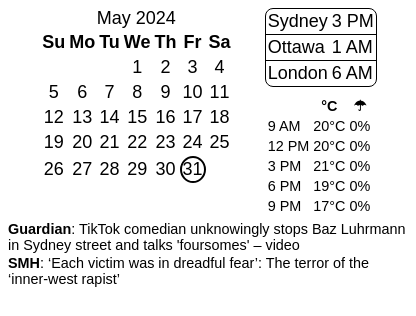 May 2024
Su Mo Tu We Th Fr Sa
1 2 3 4
5 6 7 8 9 10 11
12 13 14 15 16 17 18
19 20 21 22 23 24 25
26 27 28 29 30 31
Sydney 3 PM
Ottawa 1 AM
London 6 AM
°C ☂
9 AM 20°C 0%
12 PM 20°C 0%
3 PM 21°C 0%
6 PM 19°C 0%
9 PM 17°C 0%
Guardian: TikTok comedian unknowingly stops Baz Luhrmann
in Sydney street and talks 'foursomes' – video
SMH: ‘Each victim was in dreadful fear’: The terror of the
‘inner-west rapist’